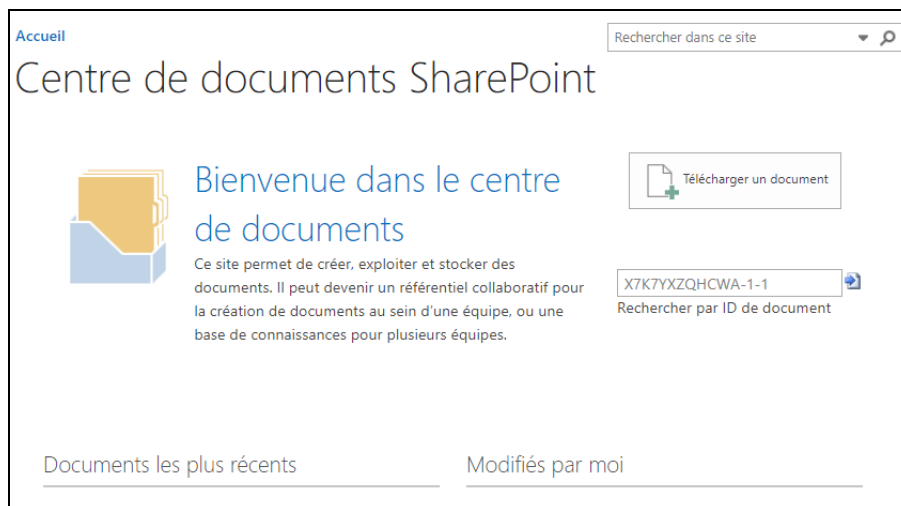 Accueil
Rechercher dans ce site
Centre de documents SharePoint
Bienvenue dans le centre
de documents
Ce site permet de créer, exploiter et stocker des
documents. Il peut devenir un référentiel collaboratif pour
la création de documents au sein d'une équipe, ou une
base de connaissances pour plusieurs équipes.
Télécharger un document
X7K7YXZQHCWA-1-1
Rechercher par ID de document
Documents les plus récents
Modifiés par moi